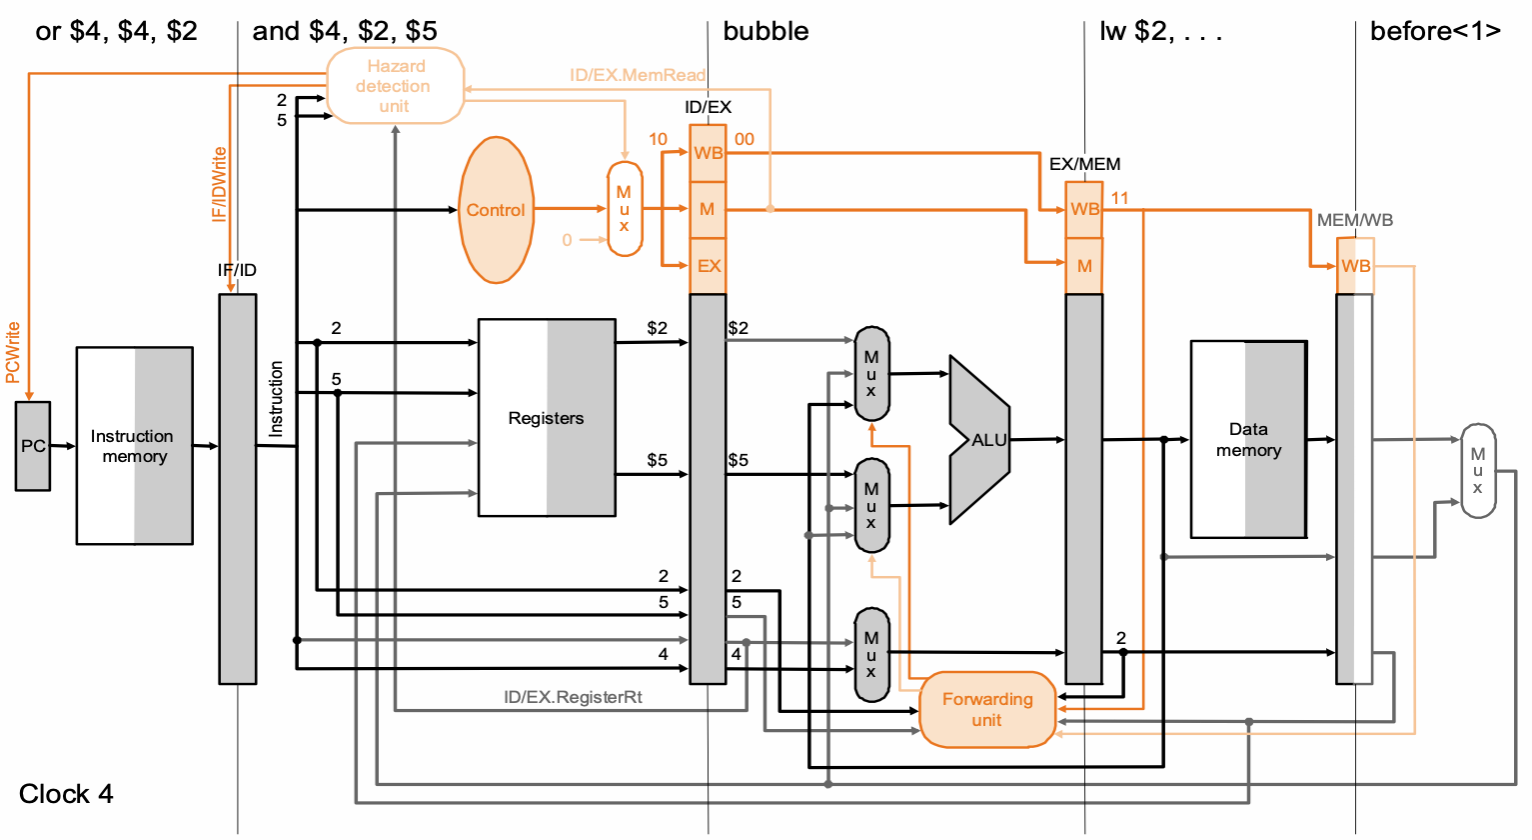 or $4, $4, $2
and $4, $2, $5
bubble
lw $2, . . .
before<1>
Hazard
detection
unit
ID/EX.MemRead
2
5
ID/EX
10
WB
00
EX/MEM
IF/IDWrite
Control
M
u
x
M
WB
11
MEM/WB
0
EX
M
WB
IF/ID
PCWrite
2
$2
$2
M
u
x
5
Instruction
PC
Instruction
memory
Registers
ALU
Data
memory
M
u
x
$5
$5
M
u
x
2
2
5
5
4
4
M
u
x
2
ID/EX.RegisterRt
Forwarding
unit
Clock 4